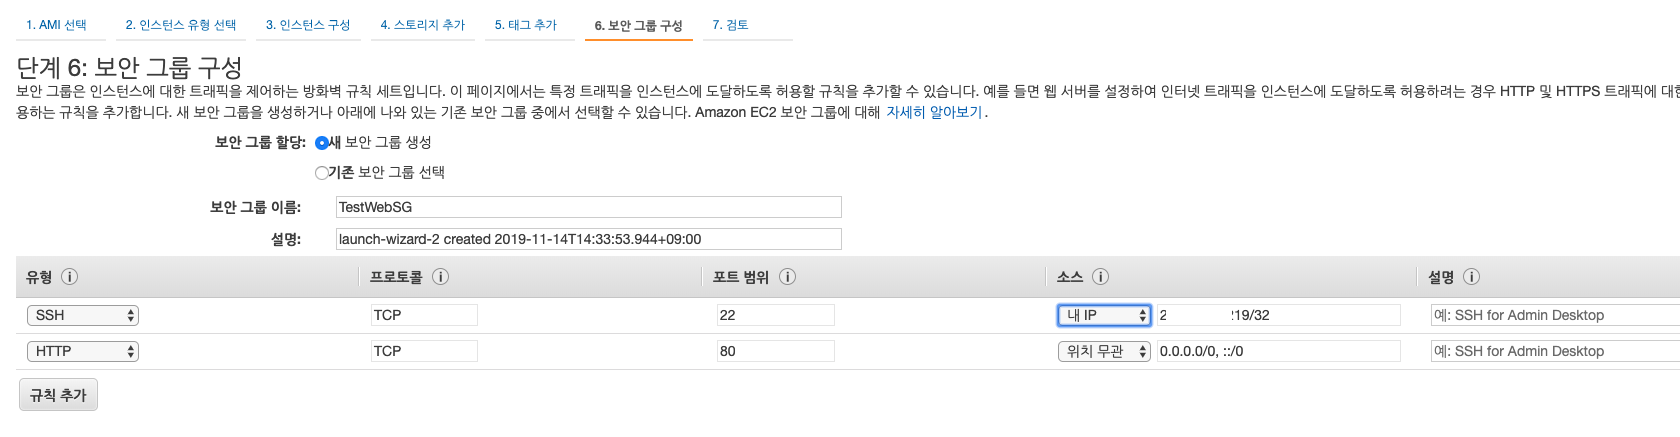 1. AMI 선택 2. 인스턴스 유형 선택 3. 인스턴스 구성 4. 스토리지 추가 5. 태그 추가 6. 보안 그룹 구성 7. 검토
단계 6: 보안 그룹 구성
보안 그룹은 인스턴스에 대한 트래픽을 제어하는 방화벽 규칙 세트입니다. 이 페이지에서는 특정 트래픽을 인스턴스에 도달하도록 허용할 규칙을 추가할 수 있습니다. 예를 들면 웹 서버를 설정하여 인터넷 트래픽을 인스턴스에 도달하도록 허용하려는 경우 HTTP 및 HTTPS 트래픽에 대한
용하는 규칙을 추가합니다. 새 보안 그룹을 생성하거나 아래에 나와 있는 기존 보안 그룹 중에서 선택할 수 있습니다. Amazon EC2 보안 그룹에 대해 자세히 알아보기.
보안 그룹 할당: 새 보안 그룹 생성
기존 보안 그룹 선택
보안 그룹 이름: TestWebSG
설명: launch-wizard-2 created 2019-11-14T14:33:53.944+09:00
유형 i 프로토콜 i 포트 범위 i 소스 i 설명 i
SSH TCP 22 내 IP 2 219/32 예: SSH for Admin Desktop
HTTP TCP 80 위치 무관 0.0.0.0/0, ::/0 예: SSH for Admin Desktop
규칙 추가